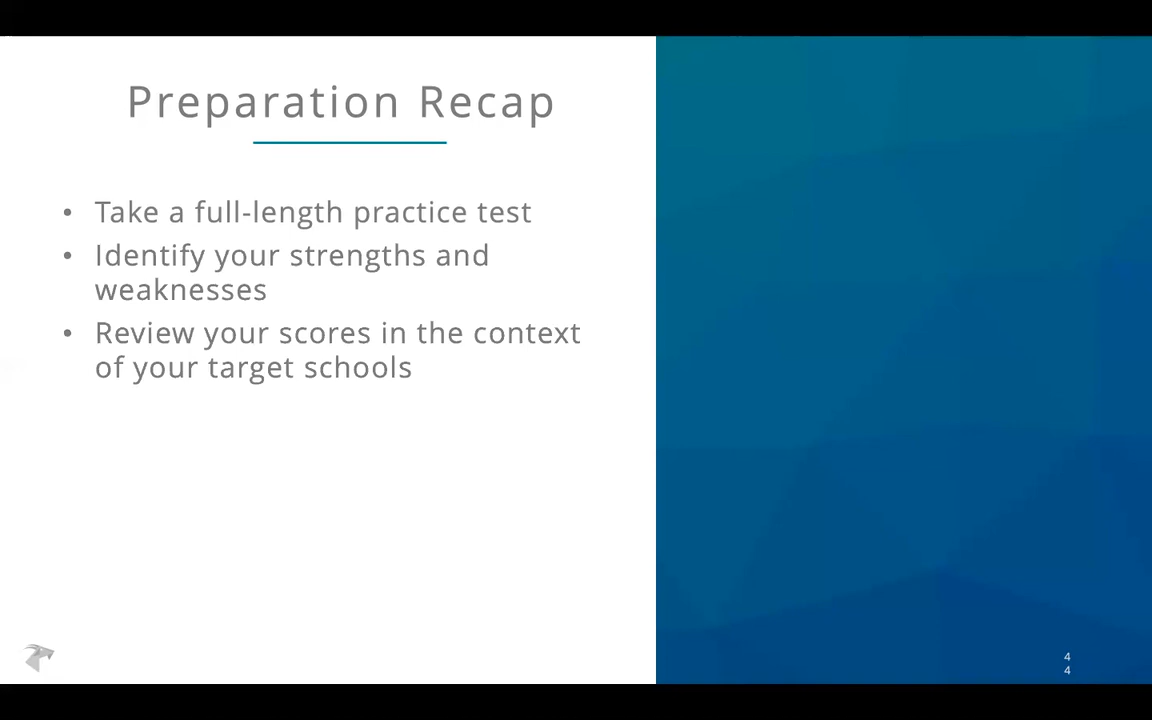 Preparation Recap
• Take a full-length practice test
• Identify your strengths and
weaknesses
• Review your scores in the context
of your target schools
4
4